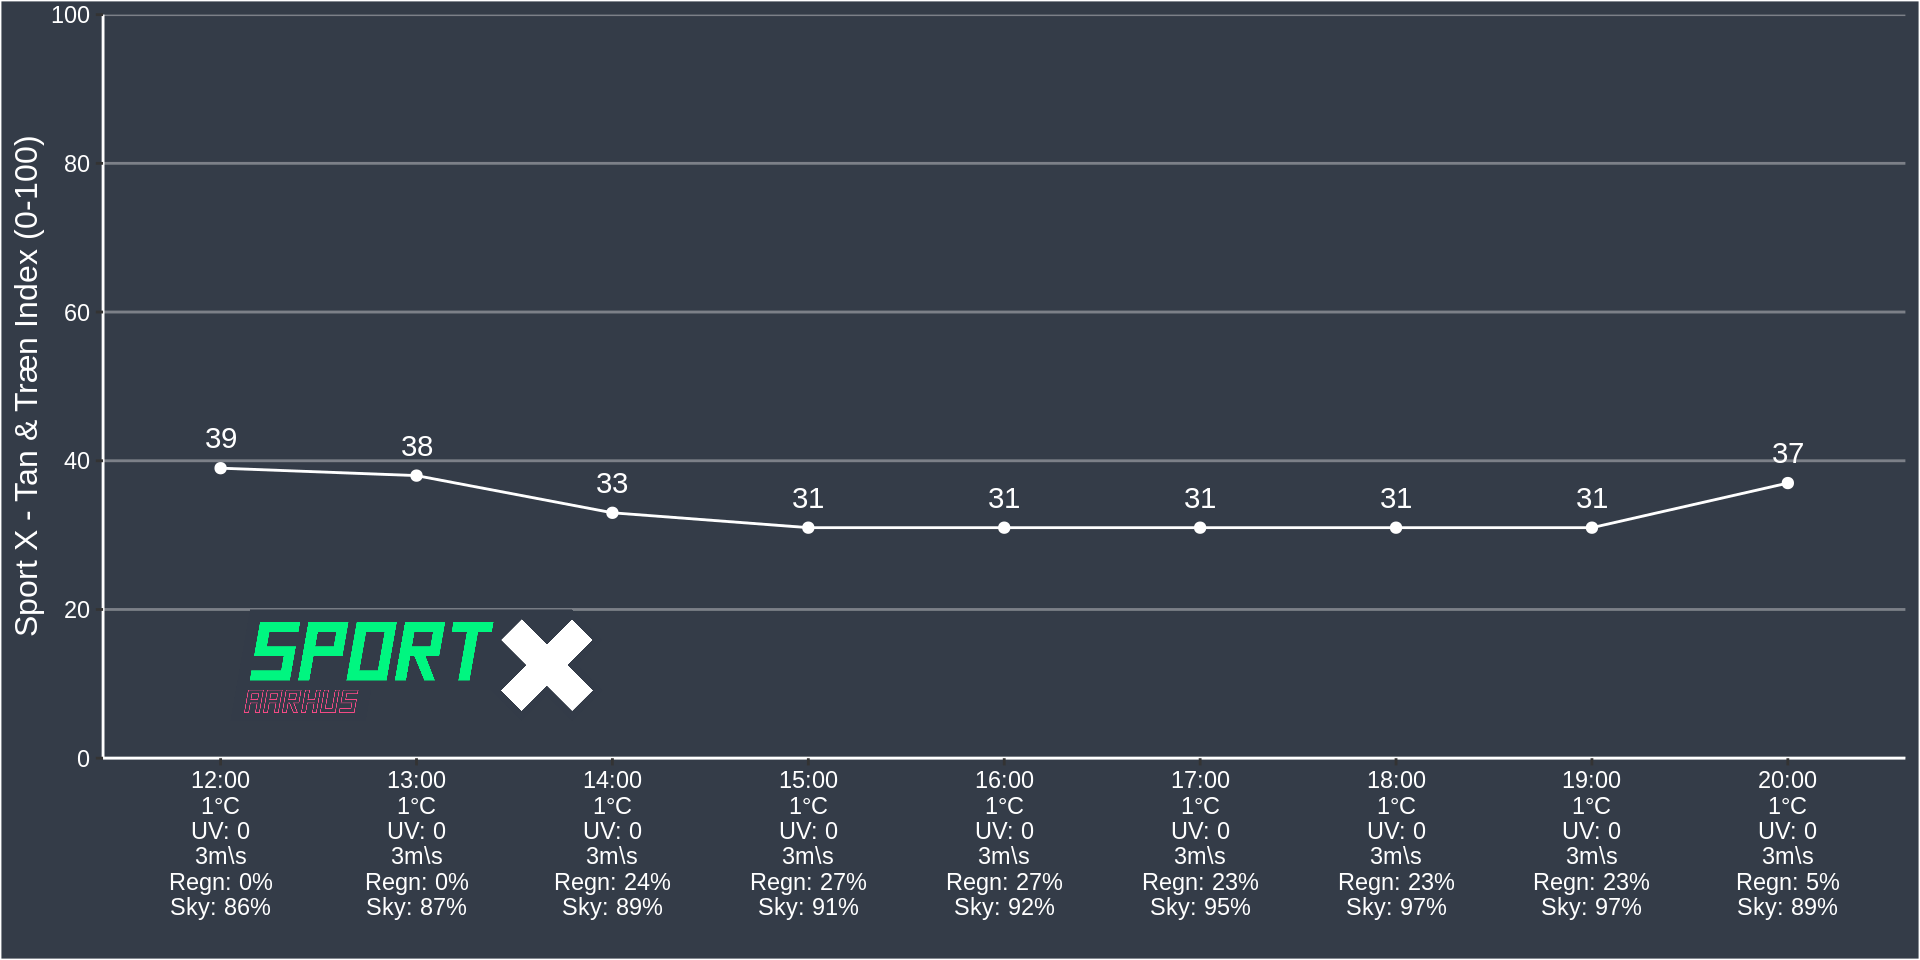 Sport X - Tan & Træn Index (0-100)
100
80
60
40
20
0
39
38
33
31
31
31
31
31
37
SPORT X
AARHUS
12:00 13:00 14:00 15:00 16:00 17:00 18:00 19:00 20:00
1°C 1°C 1°C 1°C 1°C 1°C 1°C 1°C 1°C
UV: 0 UV: 0 UV: 0 UV: 0 UV: 0 UV: 0 UV: 0 UV: 0 UV: 0
3m\s 3m\s 3m\s 3m\s 3m\s 3m\s 3m\s 3m\s 3m\s
Regn: 0% Regn: 0% Regn: 24% Regn: 27% Regn: 27% Regn: 23% Regn: 23% Regn: 23% Regn: 5%
Sky: 86% Sky: 87% Sky: 89% Sky: 91% Sky: 92% Sky: 95% Sky: 97% Sky: 97% Sky: 89%